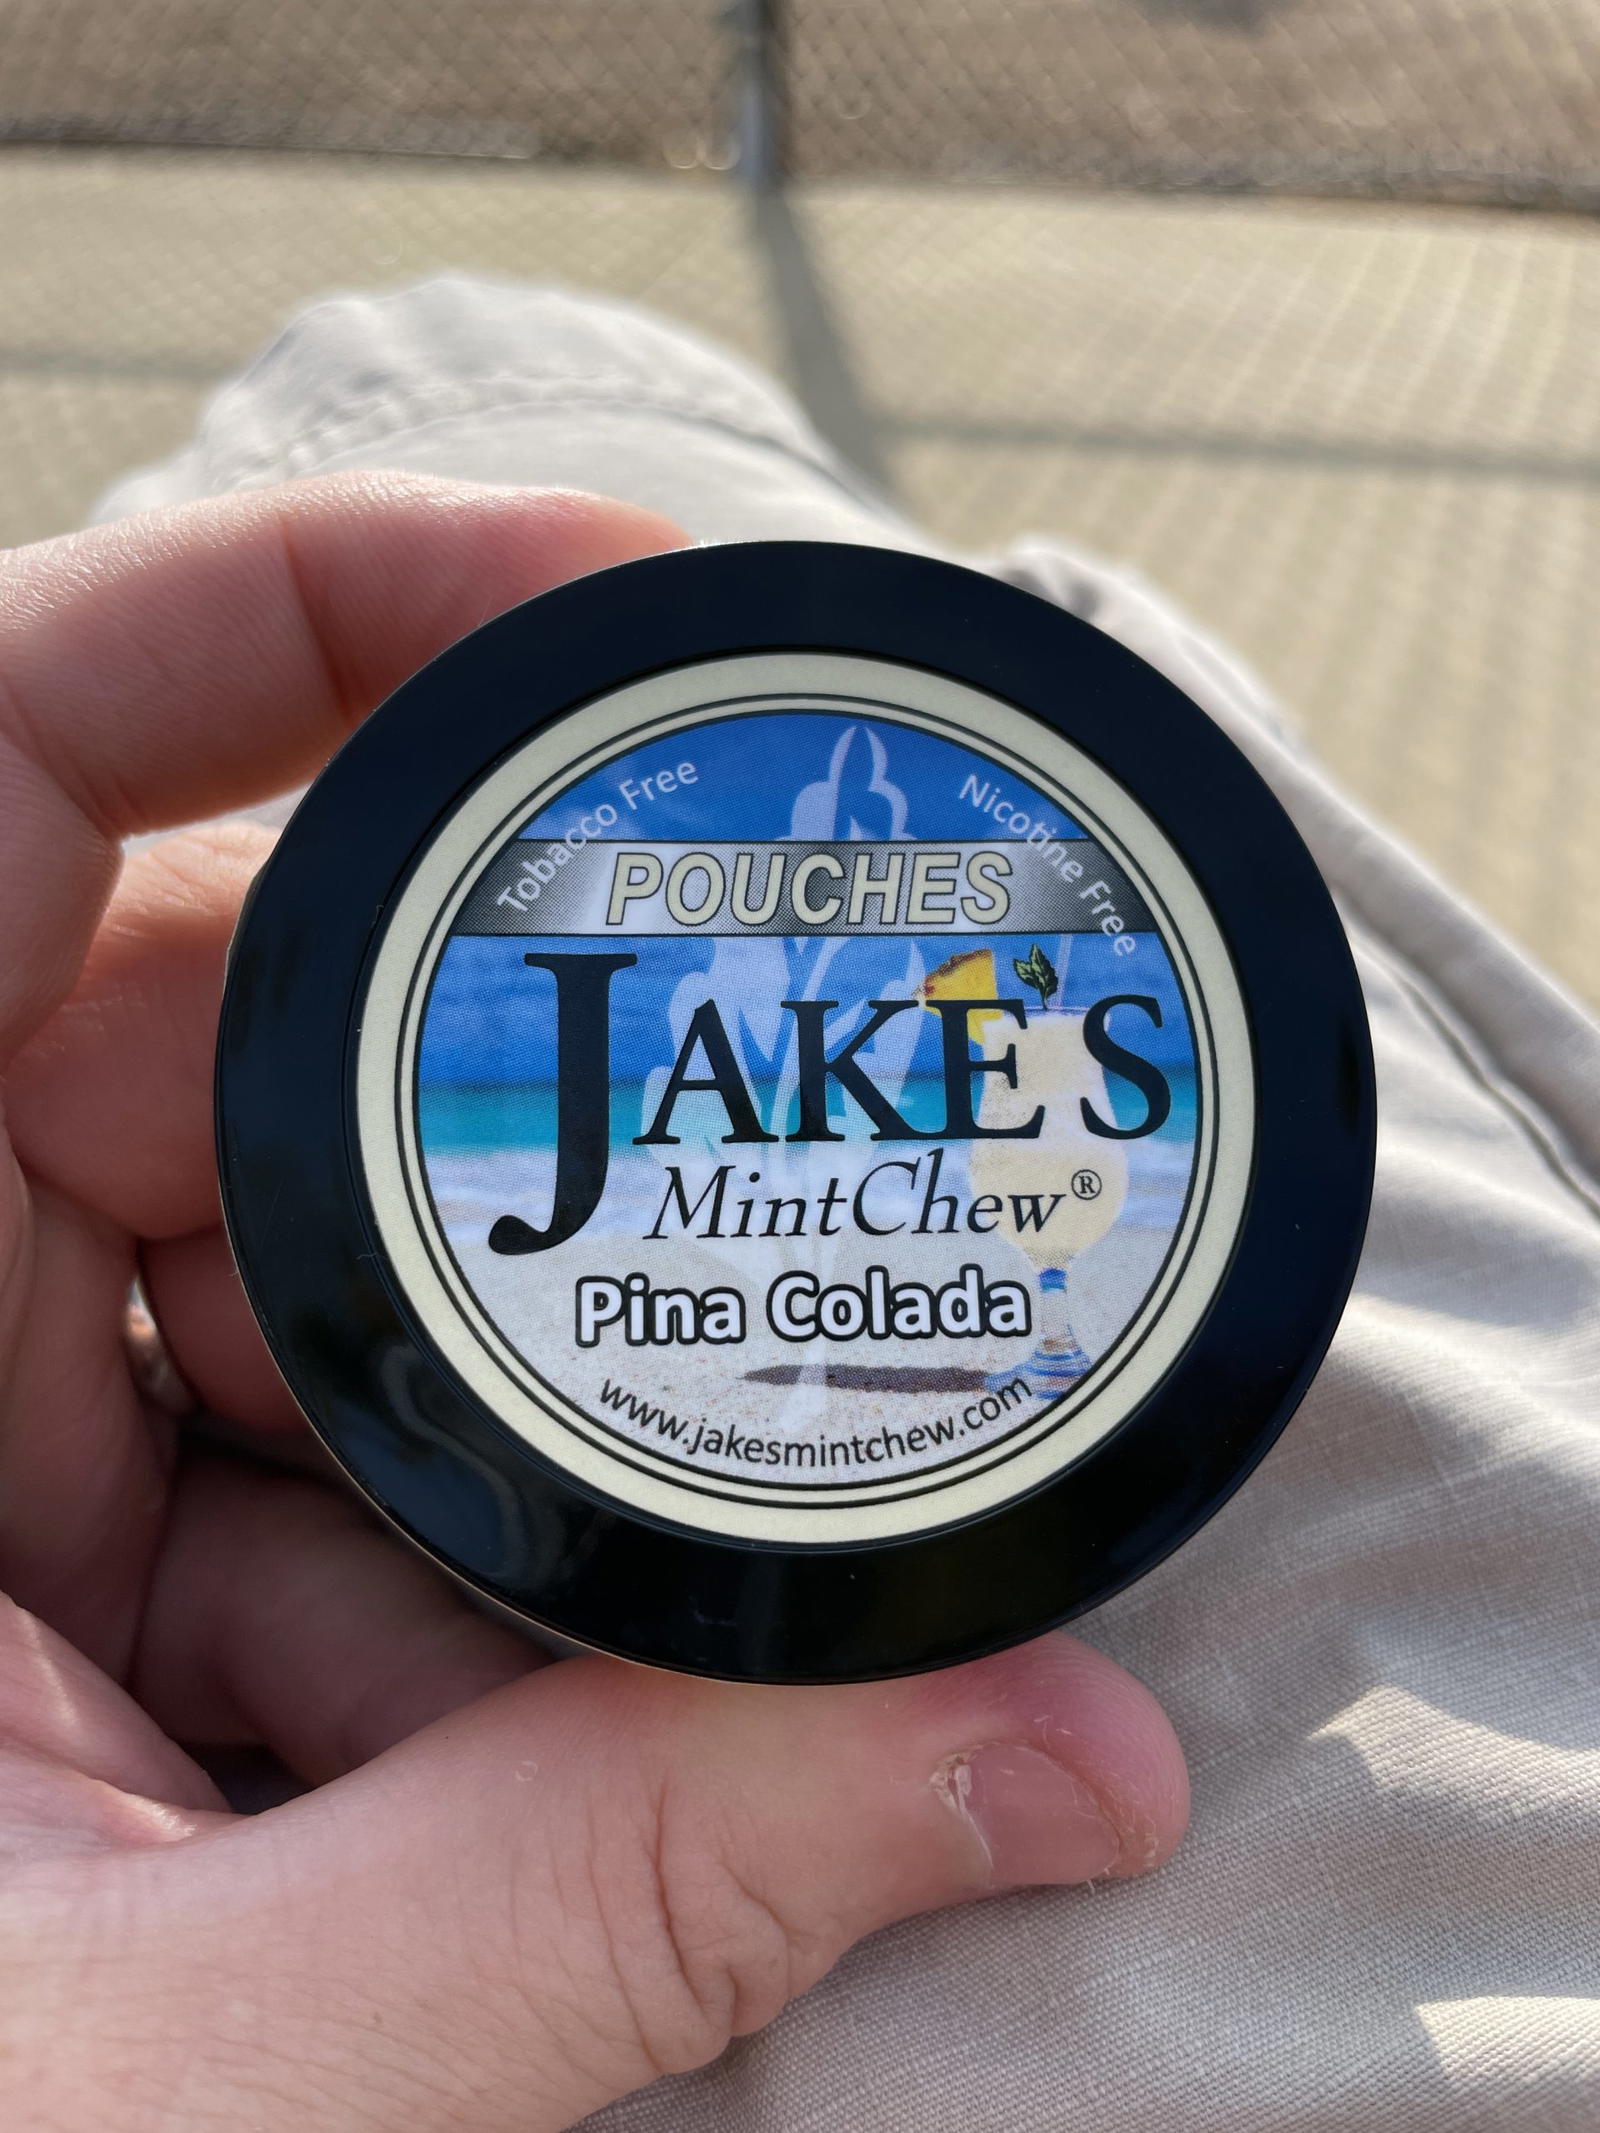 Tobacco Free
Nicotine Free
POUCHES
JAKE'S
MintChew®
Pina Colada
www.jakesmintchew.com